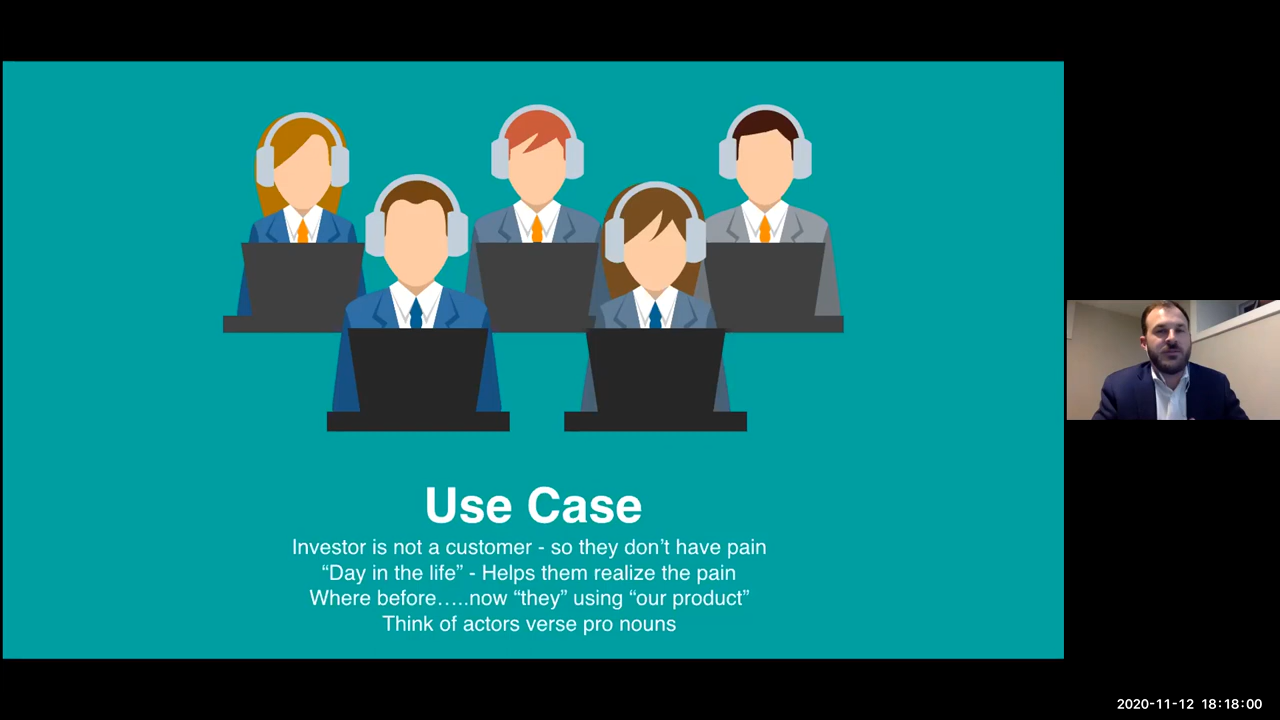 Use Case
Investor is not a customer - so they don’t have pain
“Day in the life” - Helps them realize the pain
Where before…..now “they” using “our product”
Think of actors verse pro nouns
2020-11-12 18:18:00